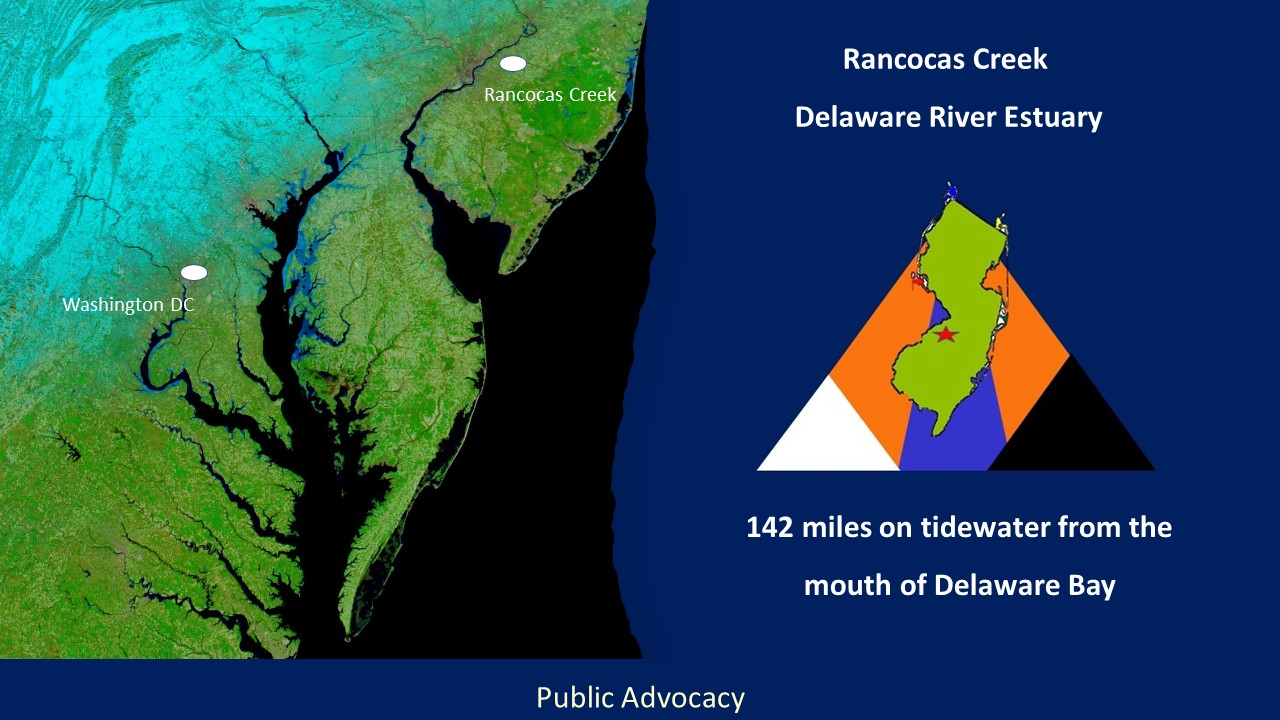 Rancocas Creek
Washington DC
Rancocas Creek
Delaware River Estuary
142 miles on tidewater from the
mouth of Delaware Bay
Public Advocacy